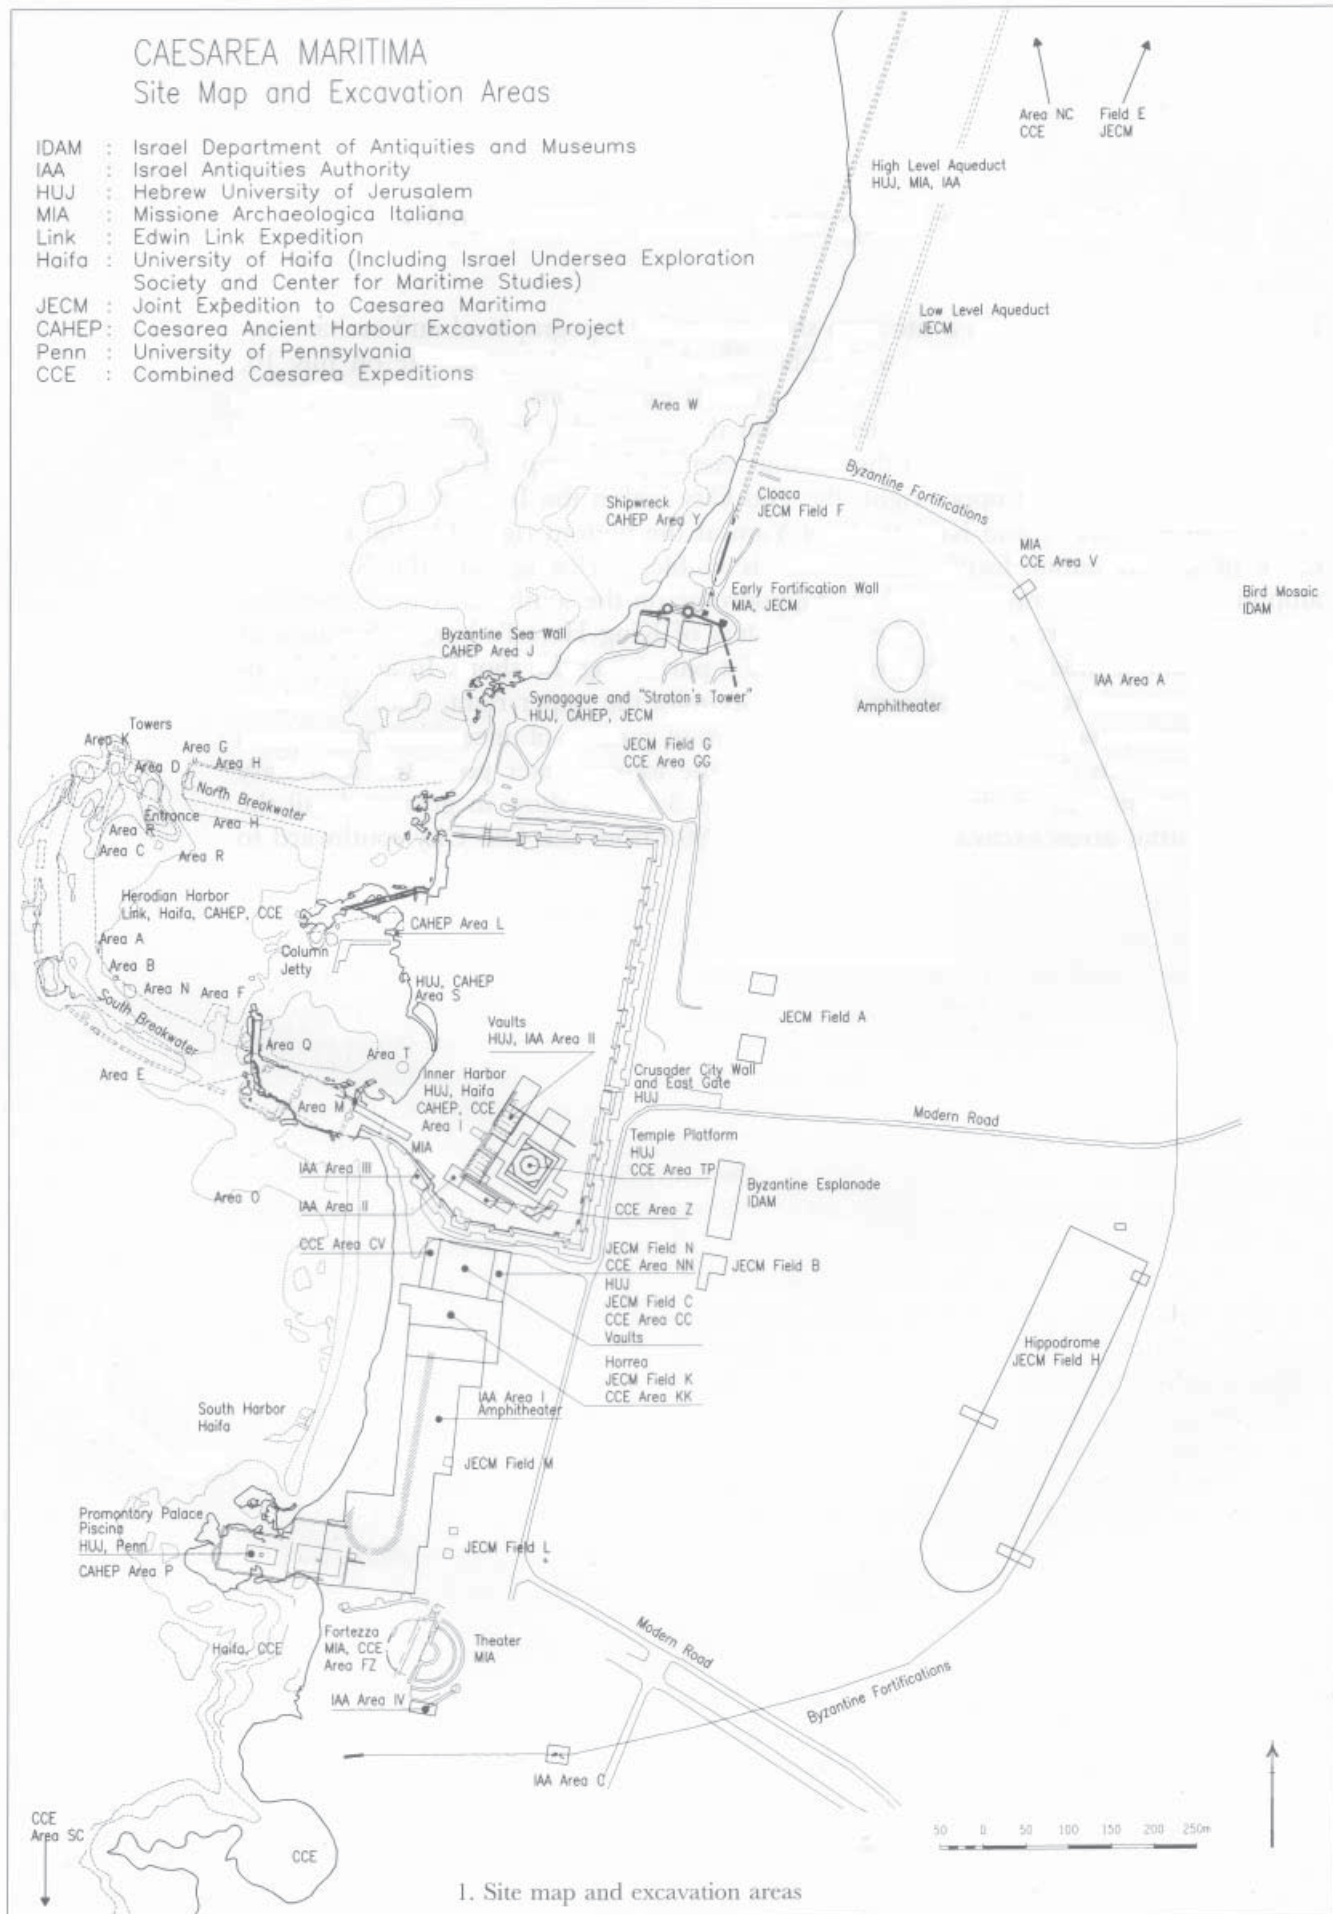 CAESAREA MARITIMA
Site Map and Excavation Areas
IDAM : Israel Department of Antiquities and Museums
IAA : Israel Antiquities Authority
HUJ : Hebrew University of Jerusalem
MIA : Missione Archaeologica Italiana
Link : Edwin Link Expedition
Haifa : University of Haifa (Including Israel Undersea Exploration
Society and Center for Maritime Studies)
JECM : Joint Expedition to Caesarea Maritima
CAHEP : Caesarea Ancient Harbour Excavation Project
Penn : University of Pennsylvania
CCE : Combined Caesarea Expeditions
Area NC
CCE
Field E
JECM
High Level Aqueduct
HUJ, MIA, IAA
Low Level Aqueduct
JECM
Area W
Byzantine Fortifications
Shipwreck
CAHEP Area Y
Cloaca
JECM Field F
MIA
CCE Area V
Bird Mosaic
IDAM
Early Fortification Wall
MIA, JECM
Byzantine Sea Wall
CAHEP Area J
IAA Area A
Synagogue and "Straton's Tower"
HUJ, CAHEP, JECM
Amphitheater
JECM Field G
CCE Area GG
Towers
Area K
Area G
Area D
Area H
North Breakwater
Entrance
Area H
Area R
Area C
Area R
Herodian Harbor
Link, Haifa, CAHEP, CCE
CAHEP Area L
Area A
Column
Jetty
Area B
Area N
Area F
HUJ, CAHEP
Area S
South Breakwater
JECM Field A
Vaults
HUJ, IAA Area II
Area Q
Area T
Area E
Inner Harbor
HUJ, Haifa
CAHEP, CCE
Area I
Crusader City Wall
and East Gate
HUJ
Area M
Modern Road
MIA
Temple Platform
HUJ
CCE Area TP
IAA Area III
Byzantine Esplanade
IDAM
Area O
IAA Area II
CCE Area Z
CCE Area CV
JECM Field N
CCE Area NN
HUJ
JECM Field C
CCE Area CC
Vaults
JECM Field B
Horrea
JECM Field K
CCE Area KK
Hippodrome
JECM Field H
IAA Area I
Amphitheater
South Harbor
Haifa
JECM Field M
Promontory Palace
Piscina
HUJ, Penn
CAHEP Area P
JECM Field L
Haifa, CCE
Fortezza
MIA, CCE
Area FZ
Theater
MIA
Modern Road
IAA Area IV
Byzantine Fortifications
IAA Area C
CCE
Area SC
CCE
50 0 50 100 150 200 250m
1. Site map and excavation areas